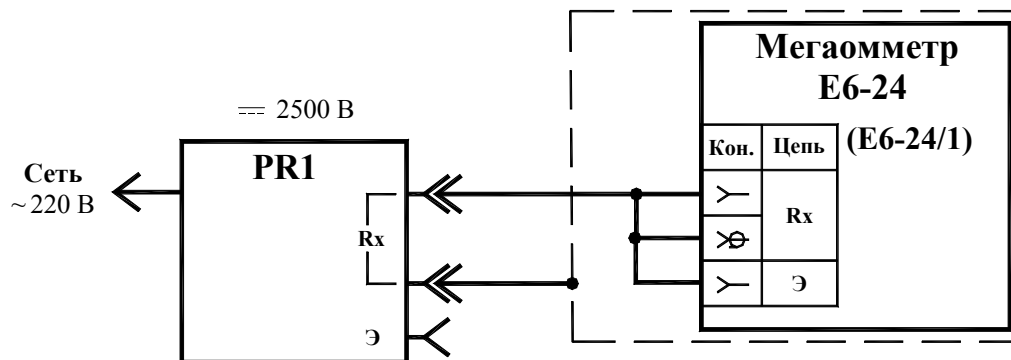 Мегаомметр
Е6-24
(Е6-24/1)
⎓ 2500 В
PR1
Сеть
~220 В
Кон. Цепь
Rx
Rx
Э
Э